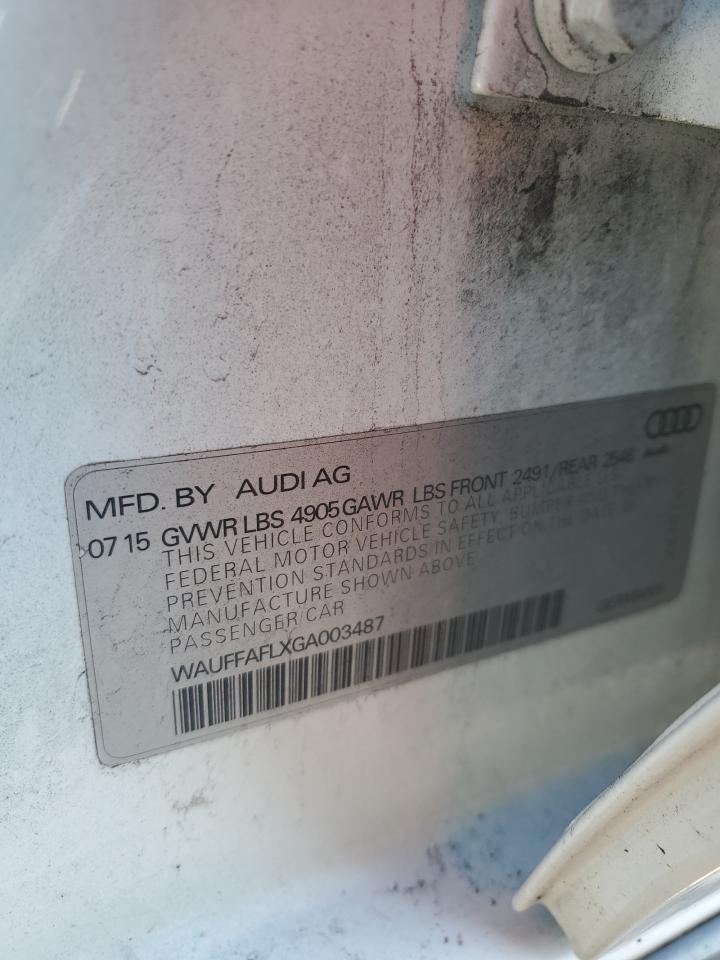 MFD. BY AUDI AG
07 15 GVWR LBS 4905 GAWR LBS FRONT 2491/REAR 2546
THIS VEHICLE CONFORMS TO ALL APPLICABLE
FEDERAL MOTOR VEHICLE SAFETY, BUMPER AND
PREVENTION STANDARDS IN EFFECT ON THE DATE OF
MANUFACTURE SHOWN ABOVE
PASSENGER CAR
WAUFFAFLXGA003487
Audi